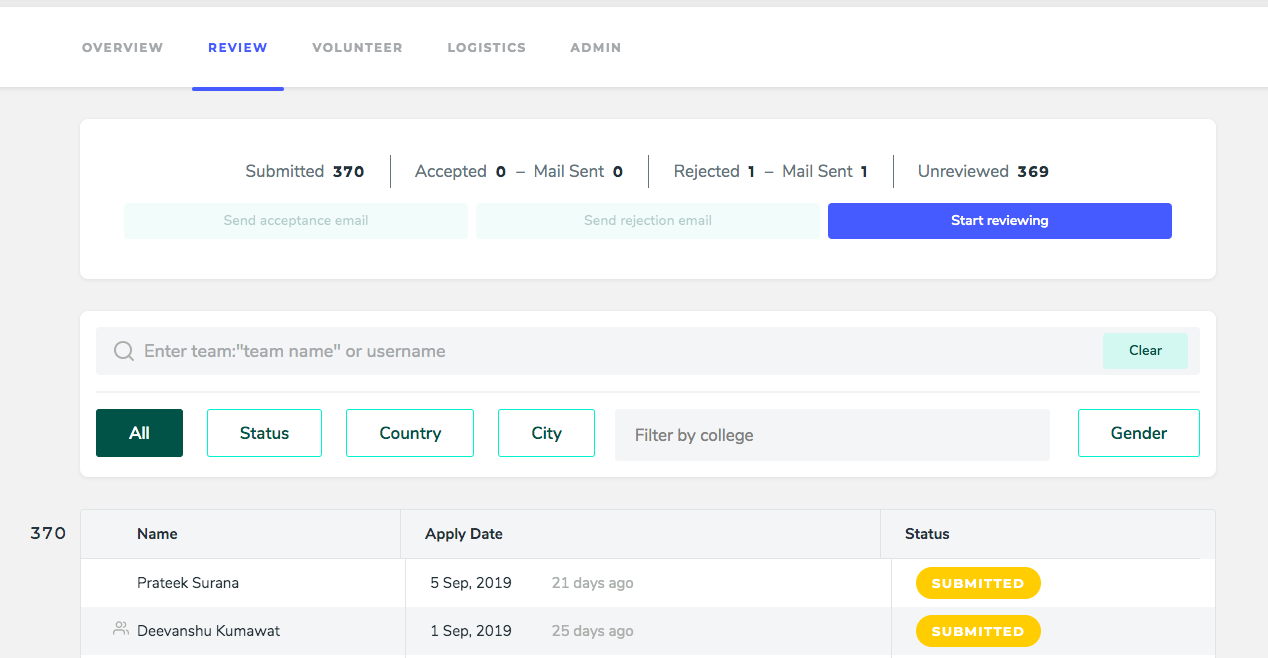 OVERVIEW REVIEW VOLUNTEER LOGISTICS ADMIN
Submitted 370 Accepted 0 – Mail Sent 0 Rejected 1 – Mail Sent 1 Unreviewed 369
Send acceptance email Send rejection email Start reviewing
Enter team:"team name" or username Clear
All Status Country City Filter by college Gender
370 Name Apply Date Status
Prateek Surana 5 Sep, 2019 21 days ago SUBMITTED
Deevanshu Kumawat 1 Sep, 2019 25 days ago SUBMITTED